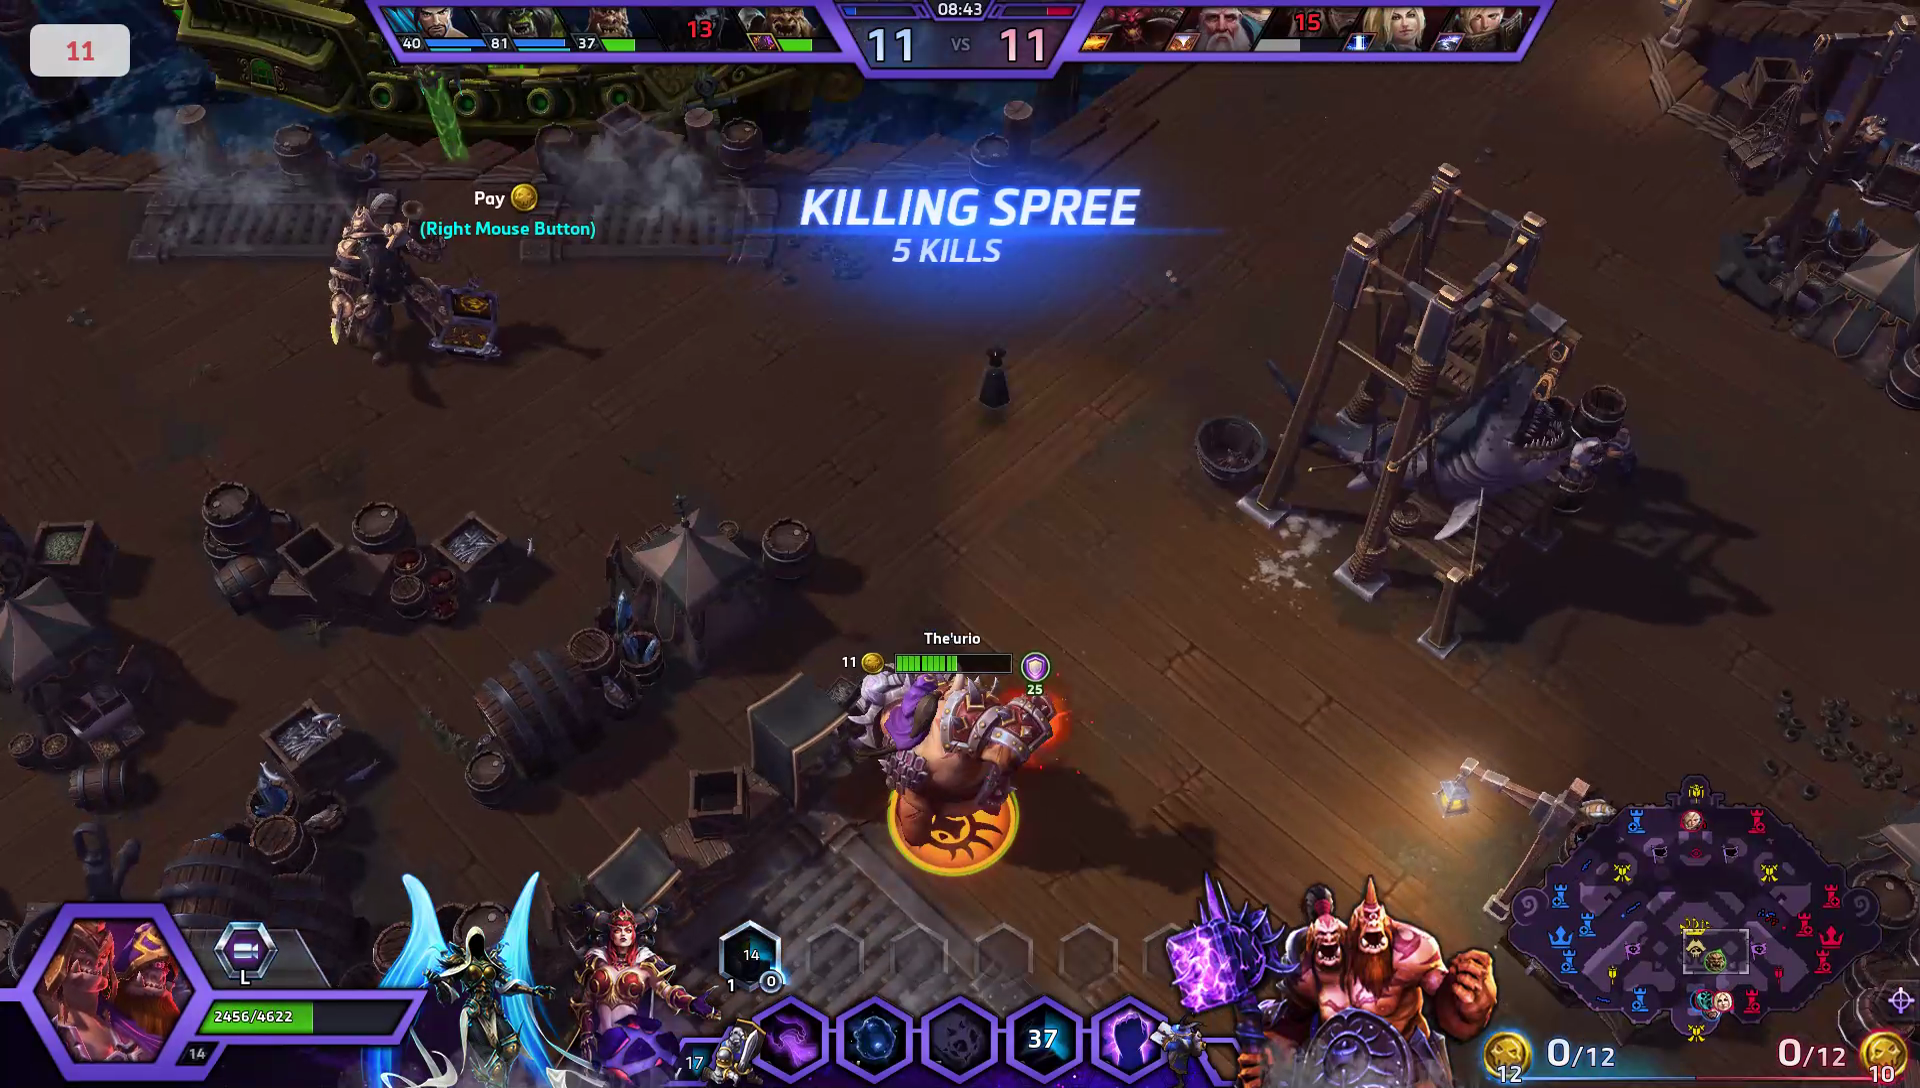 11
40
81
37
13
08:43
11 VS 11
15
KILLING SPREE
5 KILLS
Pay
(Right Mouse Button)
The'urio
11
25
L
2456/4622
14
14
1
0
17
37
0/12
12
0/12
10